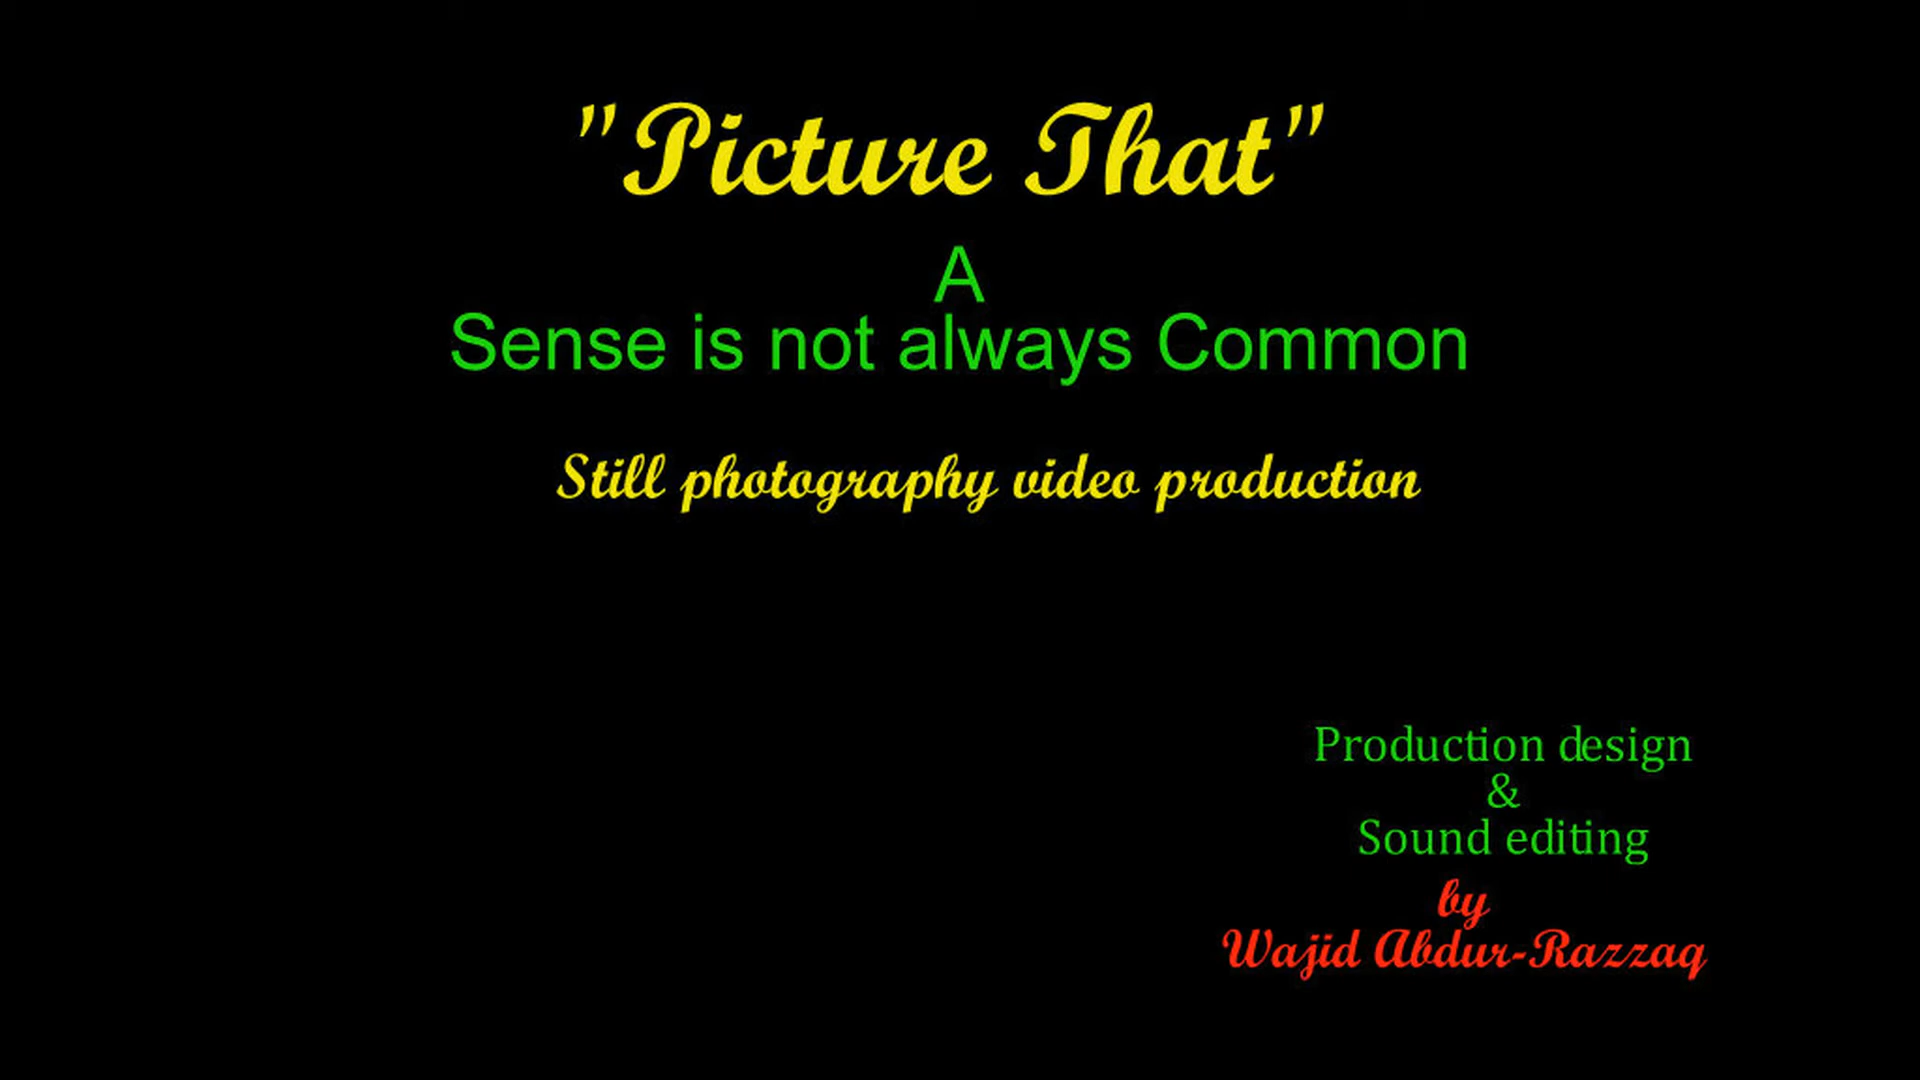 "Picture That"
A
Sense is not always Common
Still photography video production
Production design
&
Sound editing
by
Wajid Abdur-Razzaq